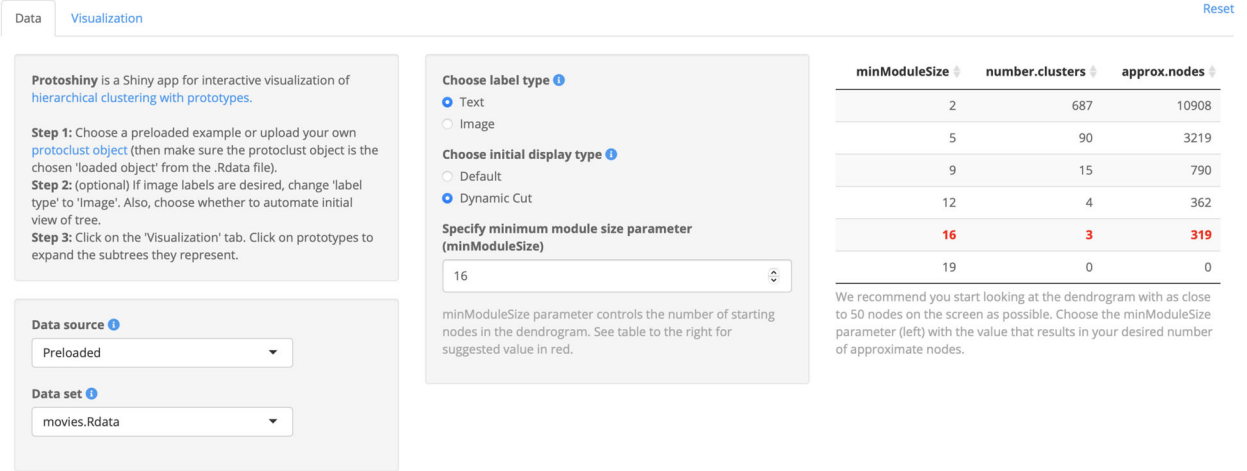 Data
Visualization
Reset
Protoshiny is a Shiny app for interactive visualization of
hierarchical clustering with prototypes.
Step 1: Choose a preloaded example or upload your own
protoclust object (then make sure the protoclust object is the
chosen 'loaded object' from the .Rdata file).
Step 2: (optional) If image labels are desired, change 'label
type' to 'Image'. Also, choose whether to automate initial
view of tree.
Step 3: Click on the 'Visualization' tab. Click on prototypes to
expand the subtrees they represent.
Data source
Preloaded
Data set
movies.Rdata
Choose label type
Text
Image
Choose initial display type
Default
Dynamic Cut
Specify minimum module size parameter
(minModuleSize)
16
minModuleSize parameter controls the number of starting
nodes in the dendrogram. See table to the right for
suggested value in red.
minModuleSize number.clusters approx.nodes
2 687 10908
5 90 3219
9 15 790
12 4 362
16 3 319
19 0 0
We recommend you start looking at the dendrogram with as close
to 50 nodes on the screen as possible. Choose the minModuleSize
parameter (left) with the value that results in your desired number
of approximate nodes.